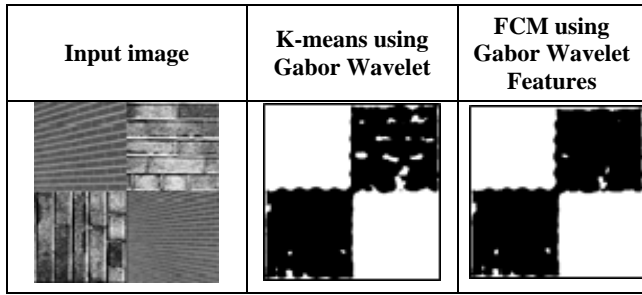 Input image
K-means using
Gabor Wavelet
FCM using
Gabor Wavelet
Features